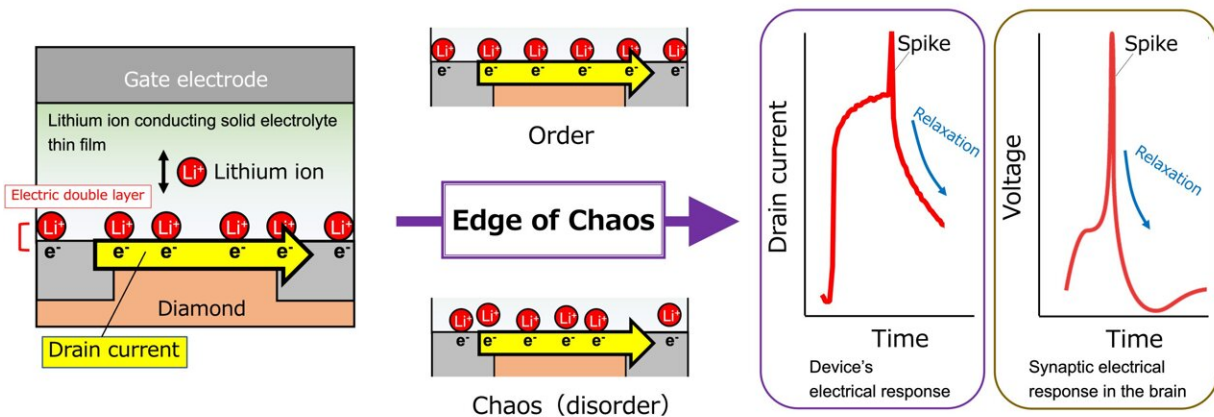 Gate electrode
Lithium ion conducting solid electrolyte
thin film
Li⁺ Lithium ion
Electric double layer
Li⁺ Li⁺ Li⁺ Li⁺ Li⁺ Li⁺
e⁻ e⁻ e⁻ e⁻ e⁻ e⁻
Diamond
Drain current
Li⁺ Li⁺ Li⁺ Li⁺ Li⁺ Li⁺
e⁻ e⁻ e⁻ e⁻ e⁻ e⁻
Order
Edge of Chaos
Li⁺ Li⁺ Li⁺ Li⁺ Li⁺ Li⁺
e⁻ e⁻ e⁻ e⁻ e⁻ e⁻
Chaos (disorder)
Drain current
Spike
Relaxation
Time
Device's
electrical response
Voltage
Spike
Relaxation
Time
Synaptic electrical
response in the brain